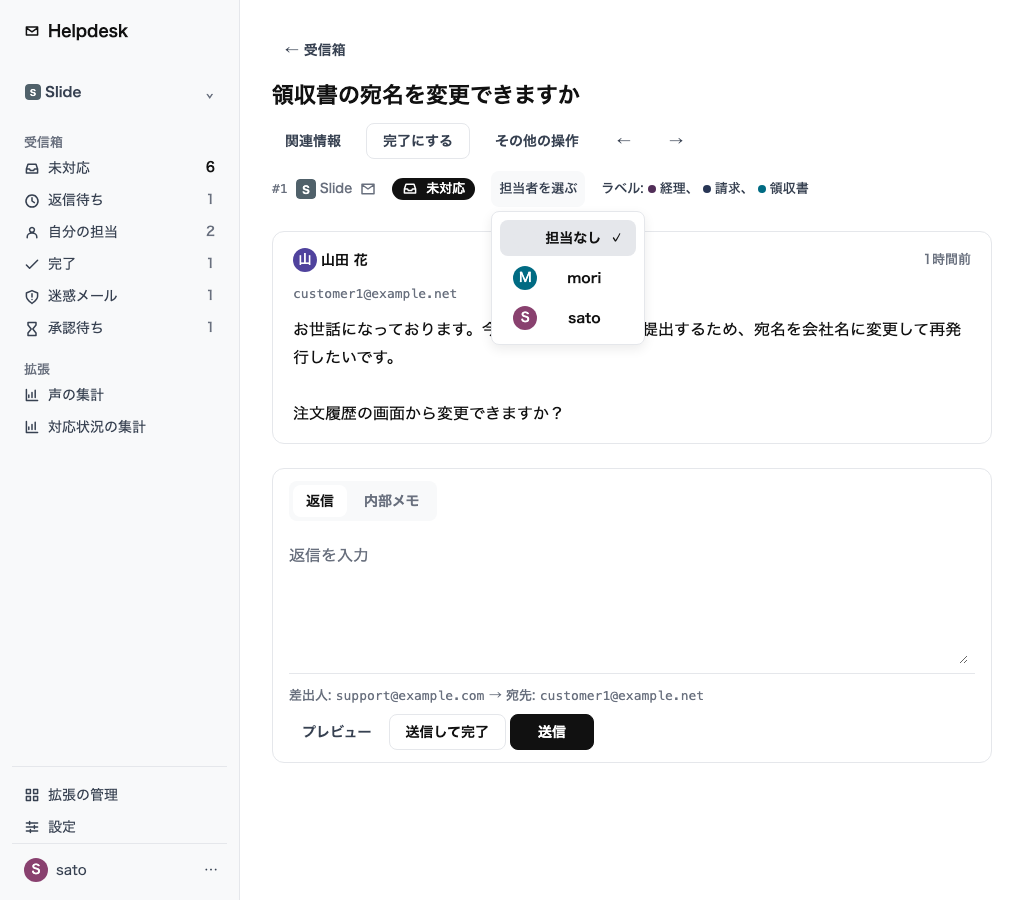 Helpdesk
S Slide
受信箱
未対応 6
返信待ち 1
自分の担当 2
完了 1
迷惑メール 1
承認待ち 1
拡張
声の集計
対応状況の集計
拡張の管理
設定
S sato ...
← 受信箱
領収書の宛名を変更できますか
関連情報 完了にする その他の操作 ← →
#1 S Slide 未対応 担当者を選ぶ ラベル: 経理、 請求、 領収書
担当なし ✓
M mori
S sato
山 山田 花 1時間前
customer1@example.net
お世話になっております。 提出するため、宛名を会社名に変更して再発
行したいです。
注文履歴の画面から変更できますか？
返信 内部メモ
返信を入力
差出人: support@example.com → 宛先: customer1@example.net
プレビュー 送信して完了 送信